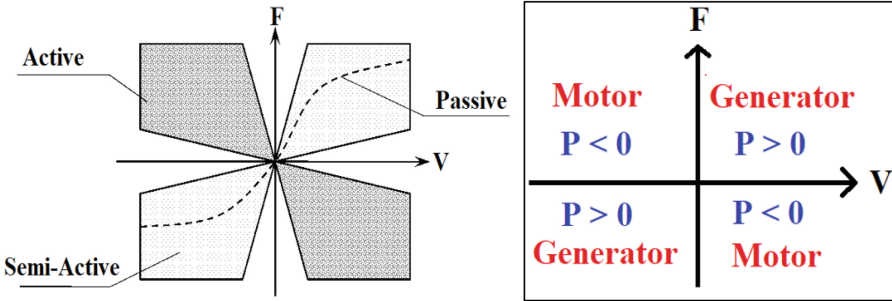 F
Active
Passive
V
Semi-Active
F
Motor
Generator
P < 0
P > 0
V
P > 0
P < 0
Generator
Motor